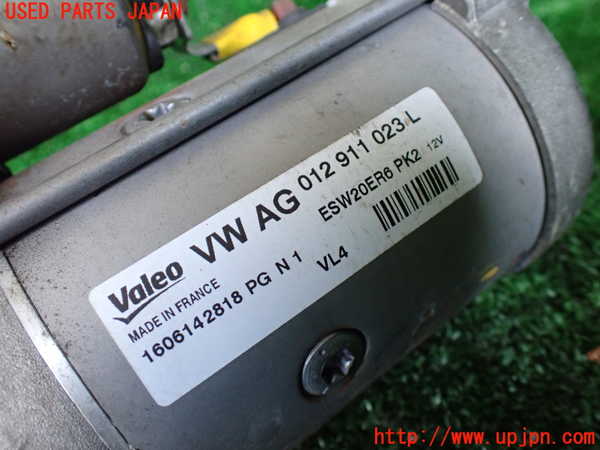 USED PARTS JAPAN
Valeo VW AG 012 911 023 L
ESW20ER6 PK2 12V
MADE IN FRANCE
1606142818 PG N 1 VL4
http://www.upjpn.com/